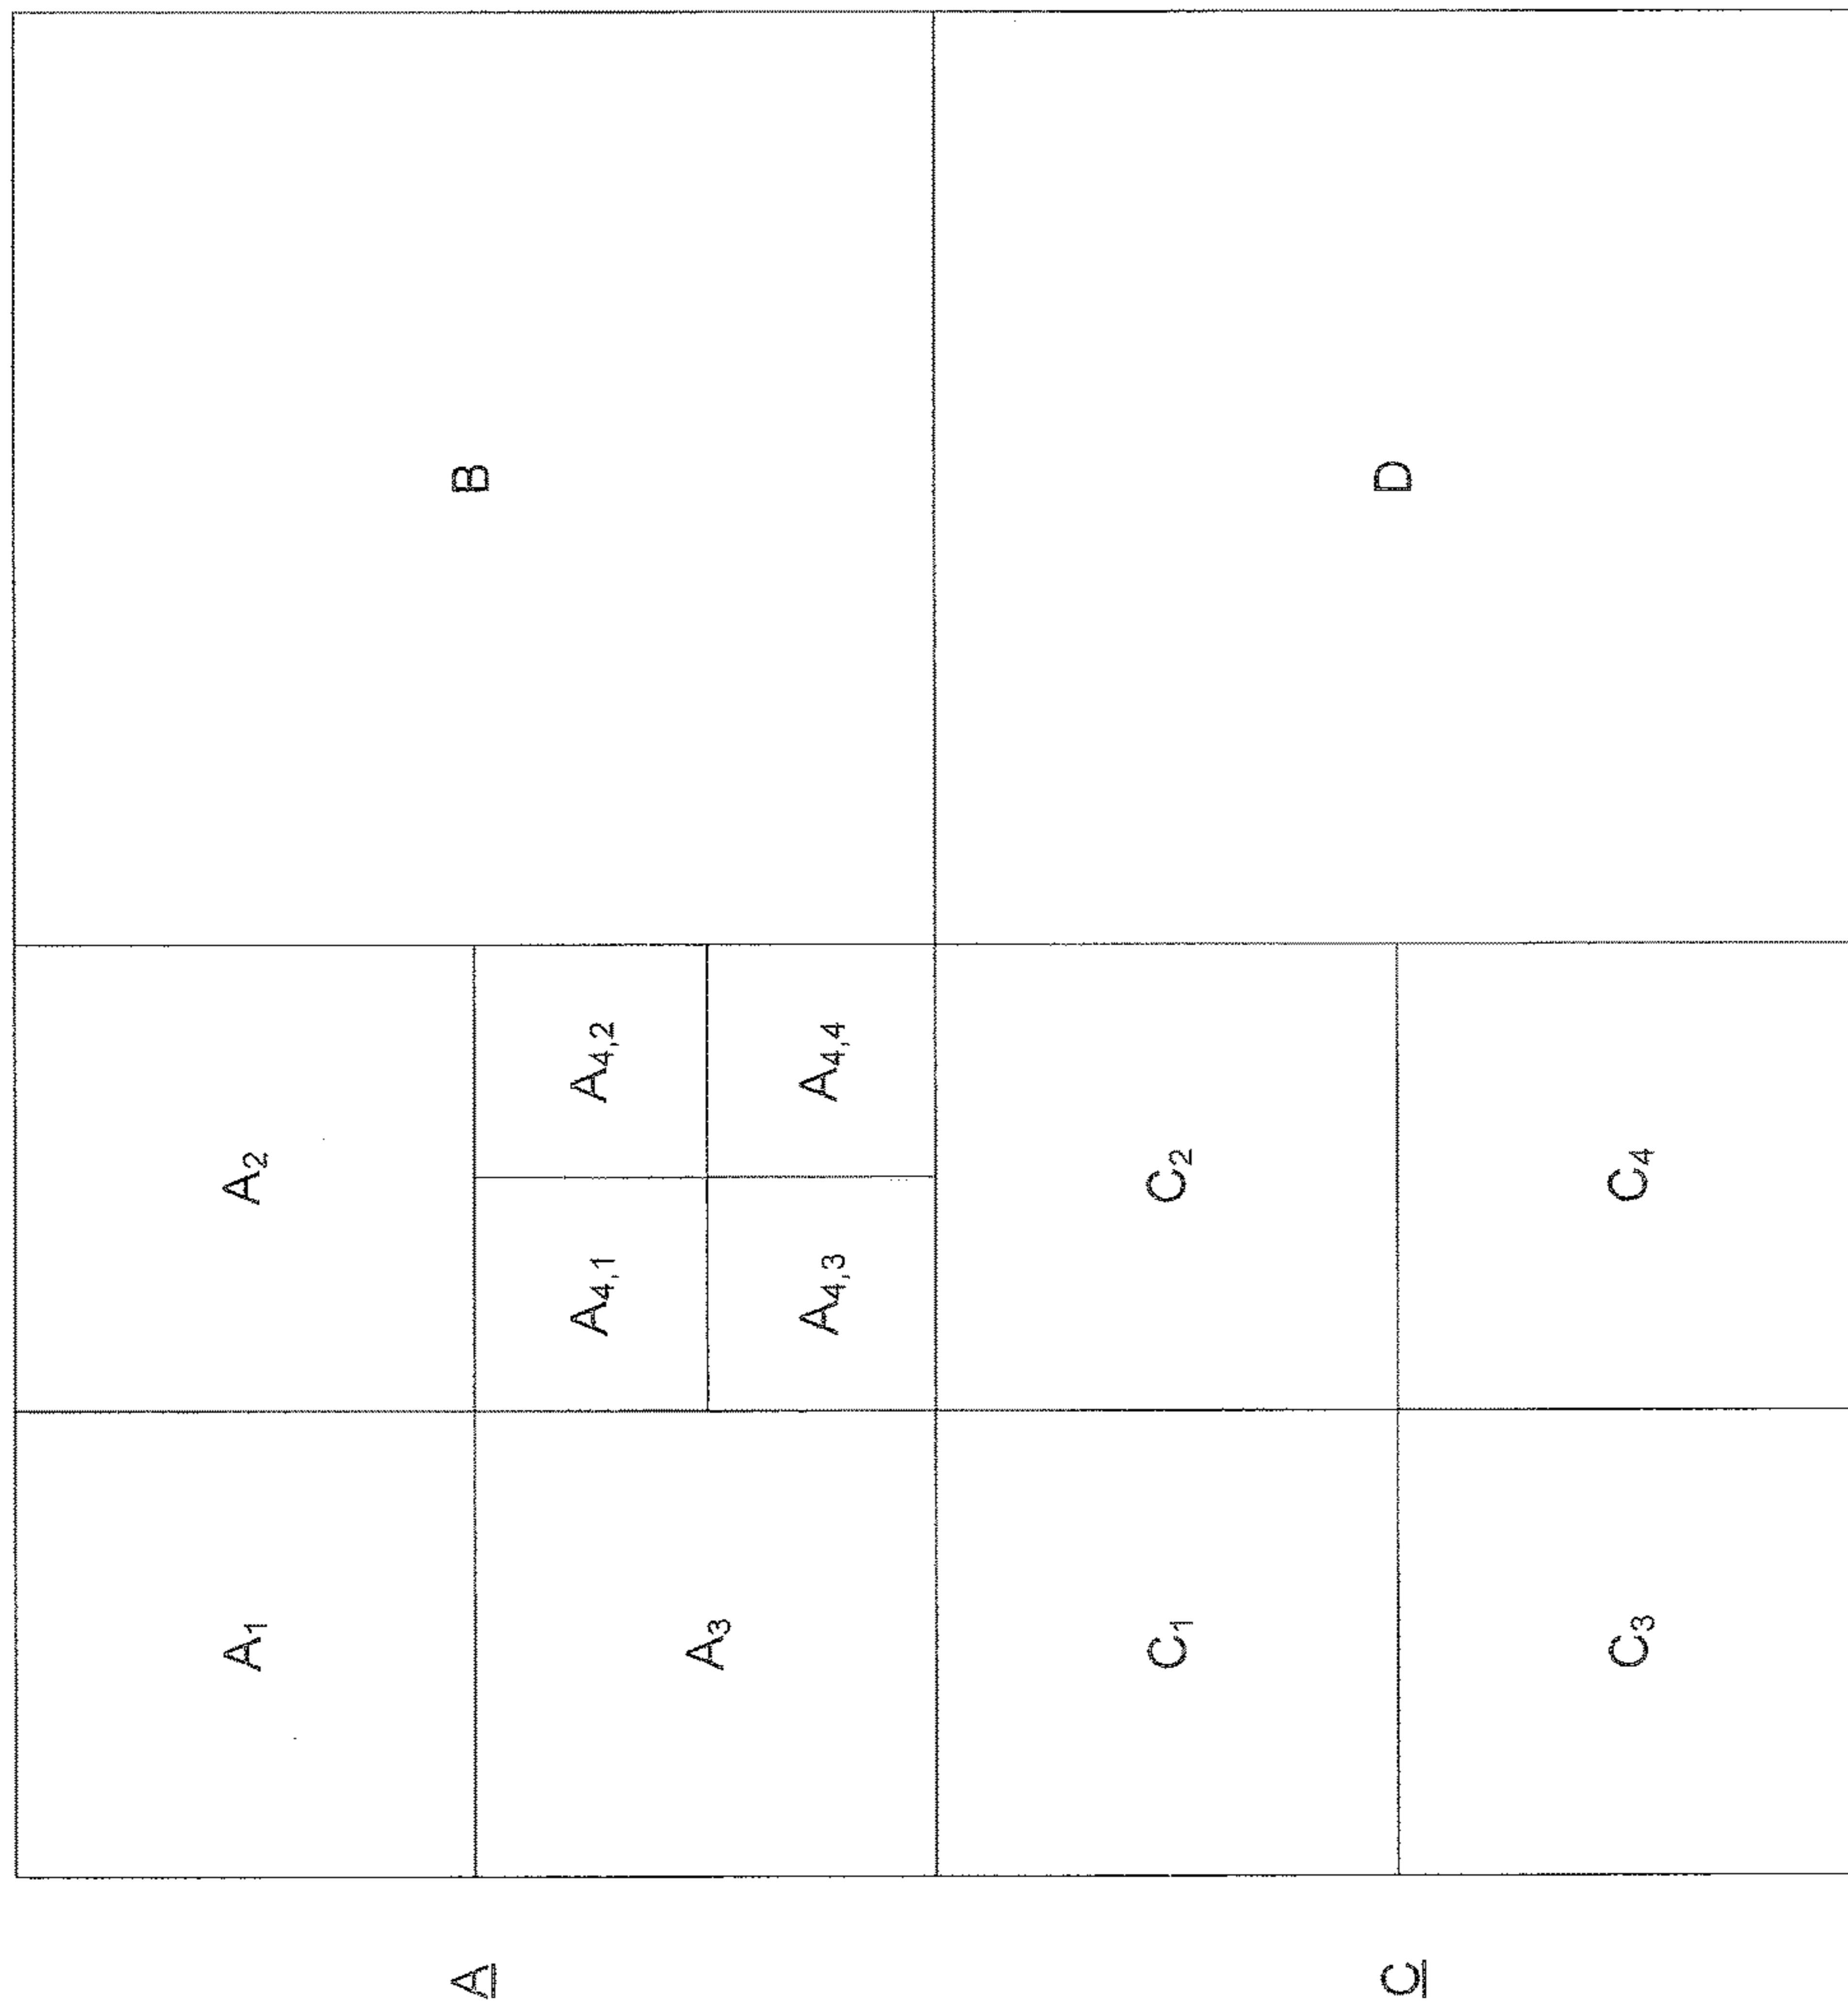 A₁ A₂
A B
A₄,₁ A₄,₂
A₃
A₄,₃ A₄,₄
C₁ C₂
C D
C₃ C₄